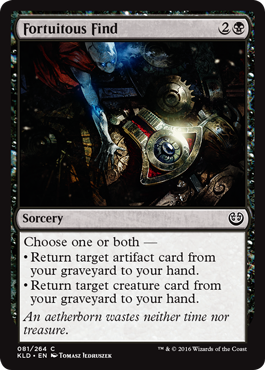 Fortuitous Find 2
Sorcery
Choose one or both —
• Return target artifact card from
your graveyard to your hand.
• Return target creature card from
your graveyard to your hand.
An aetherborn wastes neither time nor
treasure.
081/264 C
KLD • EN TOMASZ JEDRUSZEK
™ & © 2016 Wizards of the Coast